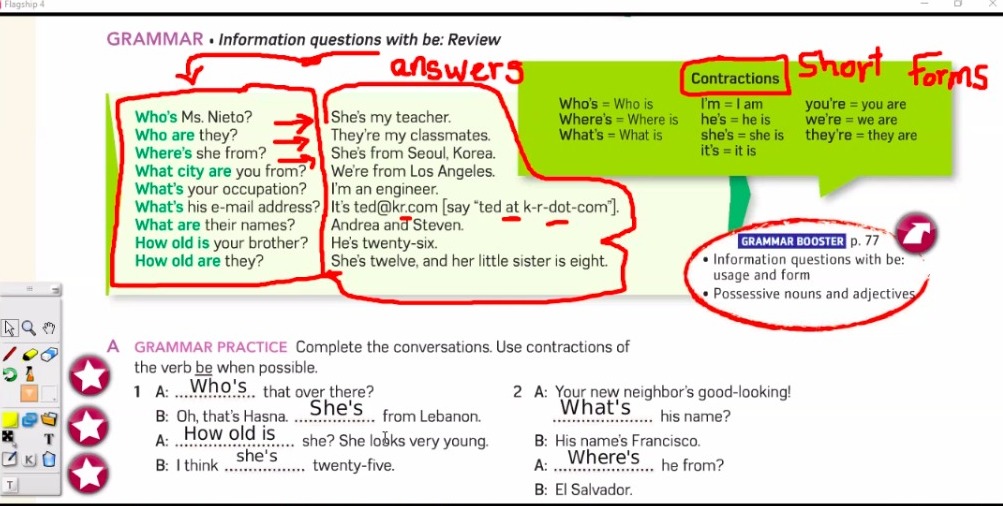 Flagship 4
GRAMMAR • Information questions with be: Review
answers
Contractions
Short forms
Who's = Who is
Where's = Where is
What's = What is
I'm = I am
he's = he is
she's = she is
it's = it is
you're = you are
we're = we are
they're = they are
Who's Ms. Nieto? She's my teacher.
Who are they? They're my classmates.
Where's she from? She's from Seoul, Korea.
What city are you from? We're from Los Angeles.
What's your occupation? I'm an engineer.
What's his e-mail address? It's ted@kr.com [say “ted at k-r-dot-com”].
What are their names? Andrea and Steven.
How old is your brother? He's twenty-six.
How old are they? She's twelve, and her little sister is eight.
GRAMMAR BOOSTER p. 77
• Information questions with be:
usage and form
• Possessive nouns and adjectives
A GRAMMAR PRACTICE Complete the conversations. Use contractions of
the verb be when possible.
1 A: Who's that over there?
B: Oh, that's Hasna. She's from Lebanon.
A: How old is she? She looks very young.
B: I think she's twenty-five.
2 A: Your new neighbor's good-looking!
What's his name?
B: His name's Francisco.
A: Where's he from?
B: El Salvador.
T
K
T